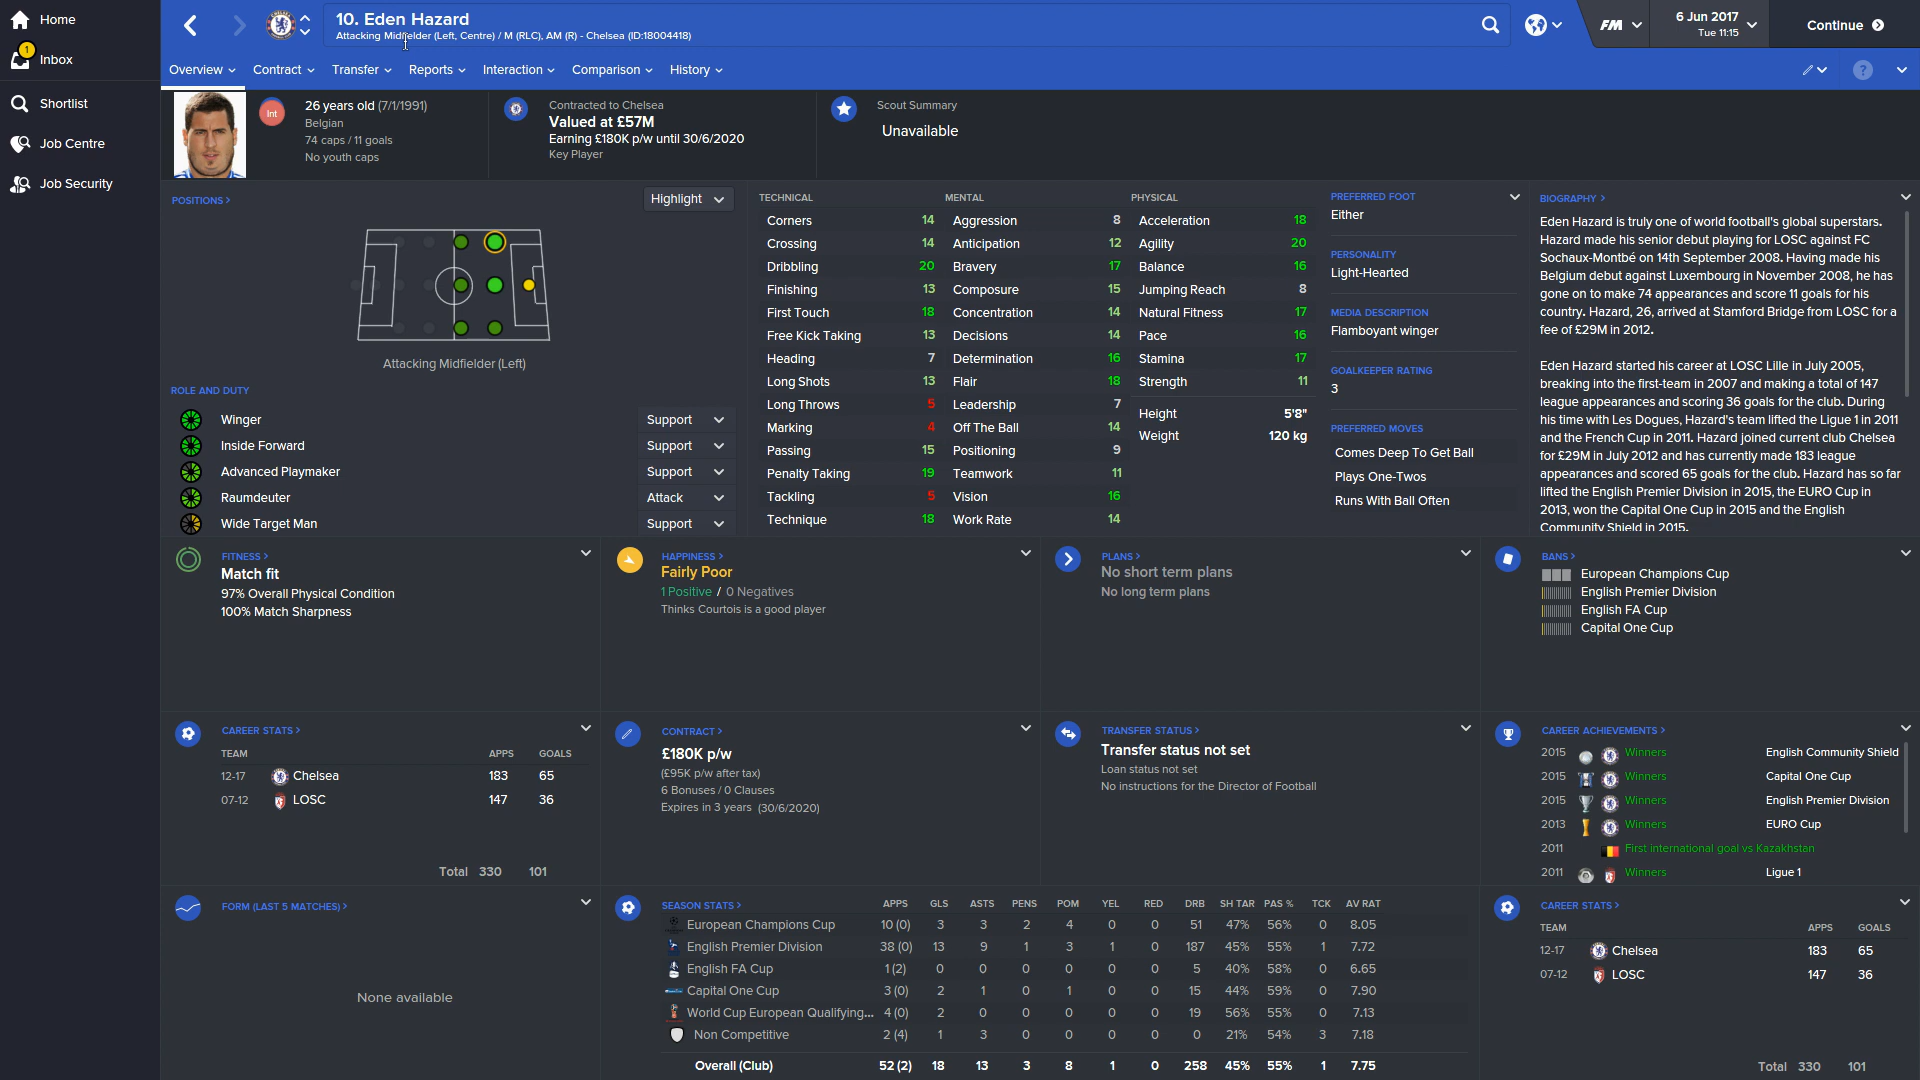 Home
1
Inbox
Shortlist
Job Centre
Job Security
10. Eden Hazard
Attacking Midfielder (Left, Centre) / M (RLC), AM (R) - Chelsea (ID:18004418)
FM
6 Jun 2017
Tue 11:15
Continue
Overview Contract Transfer Reports Interaction Comparison History
?
Int
26 years old (7/1/1991)
Belgian
74 caps / 11 goals
No youth caps
Contracted to Chelsea
Valued at £57M
Earning £180K p/w until 30/6/2020
Key Player
Scout Summary
Unavailable
POSITIONS >
Highlight
Attacking Midfielder (Left)
ROLE AND DUTY
Winger Support
Inside Forward Support
Advanced Playmaker Support
Raumdeuter Attack
Wide Target Man Support
TECHNICAL MENTAL PHYSICAL
Corners 14 Aggression 8 Acceleration 18
Crossing 14 Anticipation 12 Agility 20
Dribbling 20 Bravery 17 Balance 16
Finishing 13 Composure 15 Jumping Reach 8
First Touch 18 Concentration 14 Natural Fitness 17
Free Kick Taking 13 Decisions 14 Pace 16
Heading 7 Determination 16 Stamina 17
Long Shots 13 Flair 18 Strength 11
Long Throws 5 Leadership 7
Height 5'8"
Marking 4 Off The Ball 14
Weight 120 kg
Passing 15 Positioning 9
Penalty Taking 19 Teamwork 11
Tackling 5 Vision 16
Technique 18 Work Rate 14
PREFERRED FOOT
Either
PERSONALITY
Light-Hearted
MEDIA DESCRIPTION
Flamboyant winger
GOALKEEPER RATING
3
PREFERRED MOVES
Comes Deep To Get Ball
Plays One-Twos
Runs With Ball Often
BIOGRAPHY >
Eden Hazard is truly one of world football's global superstars.
Hazard made his senior debut playing for LOSC against FC
Sochaux-Montbé on 14th September 2008. Having made his
Belgium debut against Luxembourg in November 2008, he has
gone on to make 74 appearances and score 11 goals for his
country. Hazard, 26, arrived at Stamford Bridge from LOSC for a
fee of £29M in 2012.
Eden Hazard started his career at LOSC Lille in July 2005,
breaking into the first-team in 2007 and making a total of 147
league appearances and scoring 36 goals for the club. During
his time with Les Dogues, Hazard's team lifted the Ligue 1 in 2011
and the French Cup in 2011. Hazard joined current club Chelsea
for £29M in July 2012 and has currently made 183 league
appearances and scored 65 goals for the club. Hazard has so far
lifted the English Premier Division in 2015, the EURO Cup in
2013, won the Capital One Cup in 2015 and the English
Community Shield in 2015.
FITNESS >
Match fit
97% Overall Physical Condition
100% Match Sharpness
HAPPINESS >
Fairly Poor
1 Positive / 0 Negatives
Thinks Courtois is a good player
PLANS >
No short term plans
No long term plans
BANS >
European Champions Cup
English Premier Division
English FA Cup
Capital One Cup
CAREER STATS >
TEAM APPS GOALS
12-17 Chelsea 183 65
07-12 LOSC 147 36
Total 330 101
CONTRACT >
£180K p/w
(£95K p/w after tax)
6 Bonuses / 0 Clauses
Expires in 3 years (30/6/2020)
TRANSFER STATUS >
Transfer status not set
Loan status not set
No instructions for the Director of Football
CAREER ACHIEVEMENTS >
2015 Winners English Community Shield
2015 Winners Capital One Cup
2015 Winners English Premier Division
2013 Winners EURO Cup
2011 First international goal vs Kazakhstan
2011 Winners Ligue 1
FORM (LAST 5 MATCHES) >
None available
SEASON STATS > APPS GLS ASTS PENS POM YEL RED DRB SH TAR PAS % TCK AV RAT
European Champions Cup 10 (0) 3 3 2 4 0 0 51 47% 56% 0 8.05
English Premier Division 38 (0) 13 9 1 3 1 0 187 45% 55% 1 7.72
English FA Cup 1 (2) 0 0 0 0 0 0 5 40% 58% 0 6.65
Capital One Cup 3 (0) 2 1 0 1 0 0 15 44% 59% 0 7.90
World Cup European Qualifying... 4 (0) 2 0 0 0 0 0 19 56% 55% 0 7.13
Non Competitive 2 (4) 1 3 0 0 0 0 0 21% 54% 3 7.18
Overall (Club) 52 (2) 18 13 3 8 1 0 258 45% 55% 1 7.75
CAREER STATS >
TEAM APPS GOALS
12-17 Chelsea 183 65
07-12 LOSC 147 36
Total 330 101